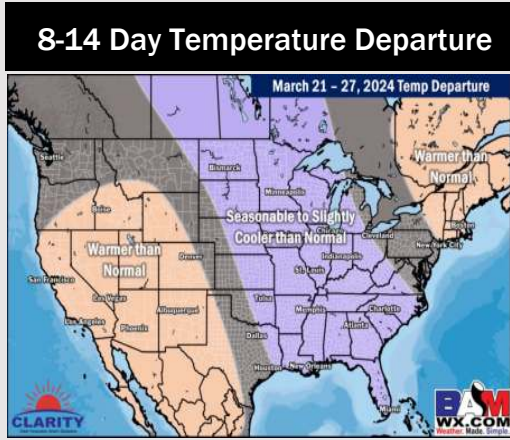 8-14 Day Temperature Departure
March 21 – 27, 2024 Temp Departure
Seattle
Warmer than
Normal
Bismarck
Minneapolis
Boise
Boston
Seasonable to Slightly
Cooler than Normal
Chicago
Cleveland
New York City
Warmer than
Normal
Denver
Indianapolis
San Francisco
St. Louis
Las Vegas
Tulsa
Memphis
Charlotte
Los Angeles
Albuquerque
Phoenix
Atlanta
Dallas
Houston
New Orleans
Miami
CLARITY
BAM
WX.COM
Weather. Made. Simple.